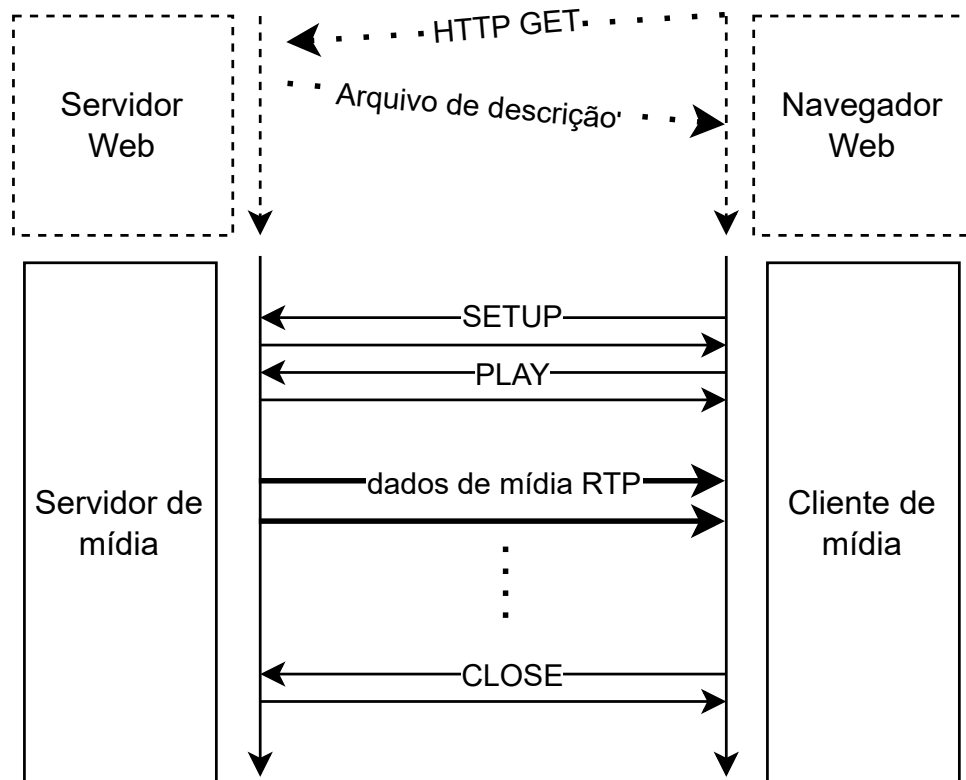 HTTP GET
Servidor
Web
Arquivo de descrição
Navegador
Web
SETUP
PLAY
dados de mídia RTP
Servidor de
mídia
Cliente de
mídia
CLOSE